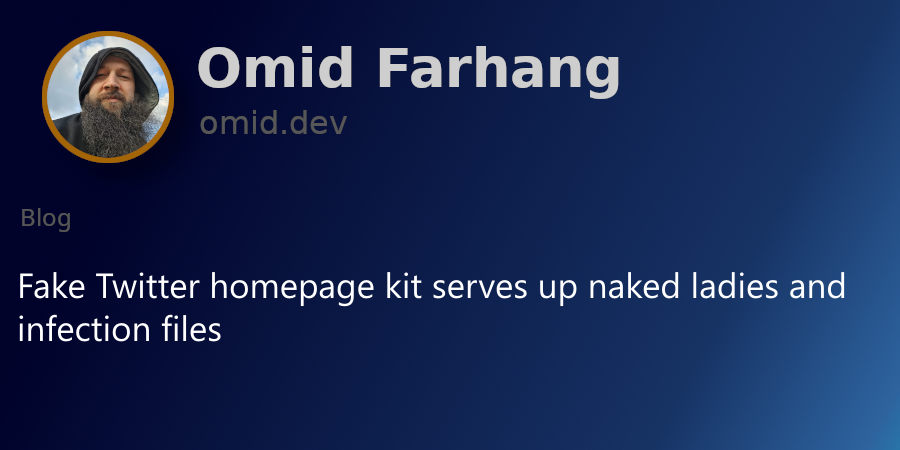 Omid Farhang
omid.dev
Blog
Fake Twitter homepage kit serves up naked ladies and
infection files